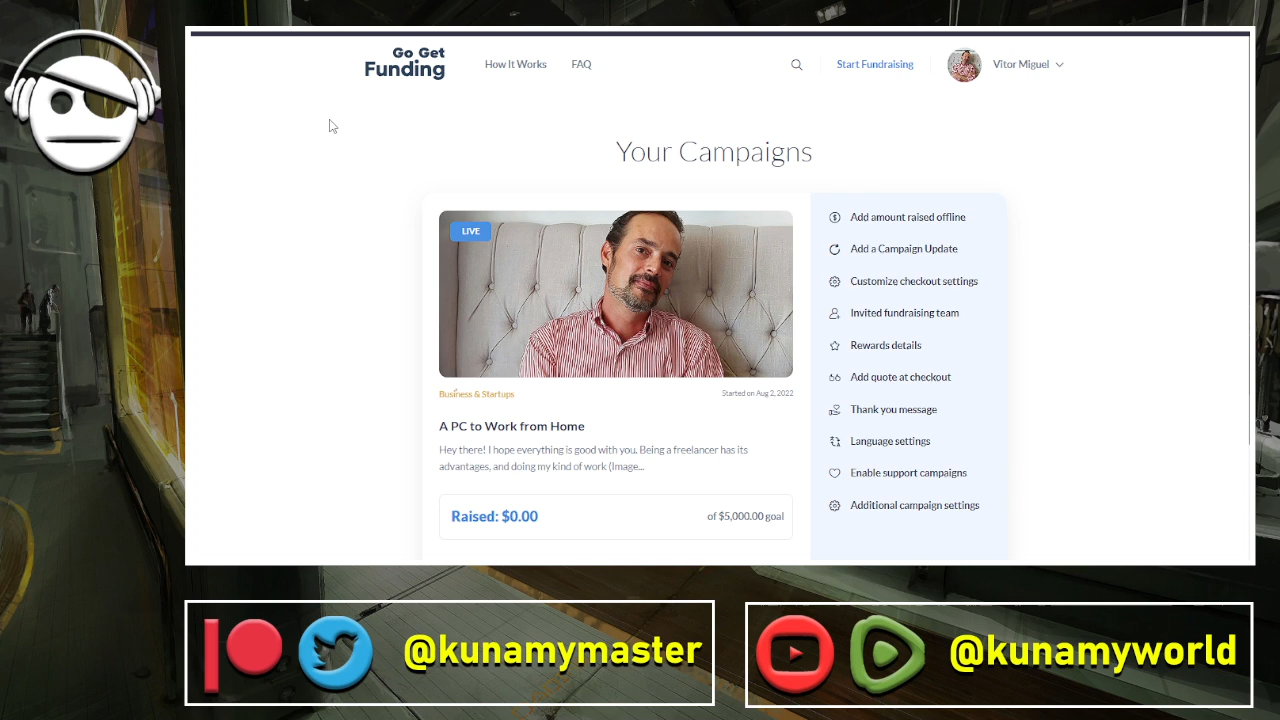 Go Get
Funding
How It Works
FAQ
Start Fundraising
Vitor Miguel
Your Campaigns
LIVE
Business & Startups
Started on Aug 2, 2022
A PC to Work from Home
Hey there! I hope everything is good with you. Being a freelancer has its
advantages, and doing my kind of work (Image...
Raised: $0.00
of $5,000.00 goal
Add amount raised offline
Add a Campaign Update
Customize checkout settings
Invited fundraising team
Rewards details
Add quote at checkout
Thank you message
Language settings
Enable support campaigns
Additional campaign settings
@kunamymaster
@kunamyworld